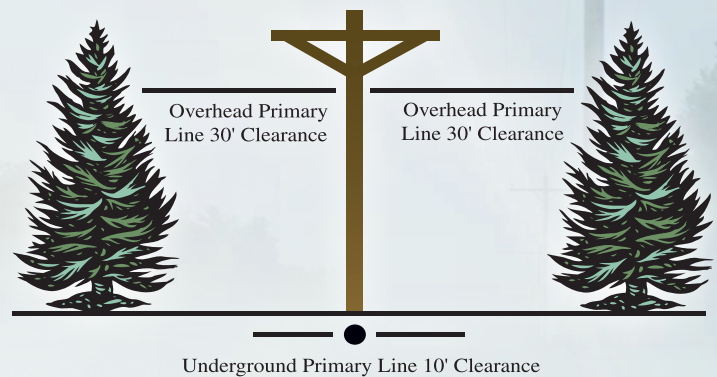 Overhead Primary
Line 30' Clearance
Overhead Primary
Line 30' Clearance
Underground Primary Line 10' Clearance